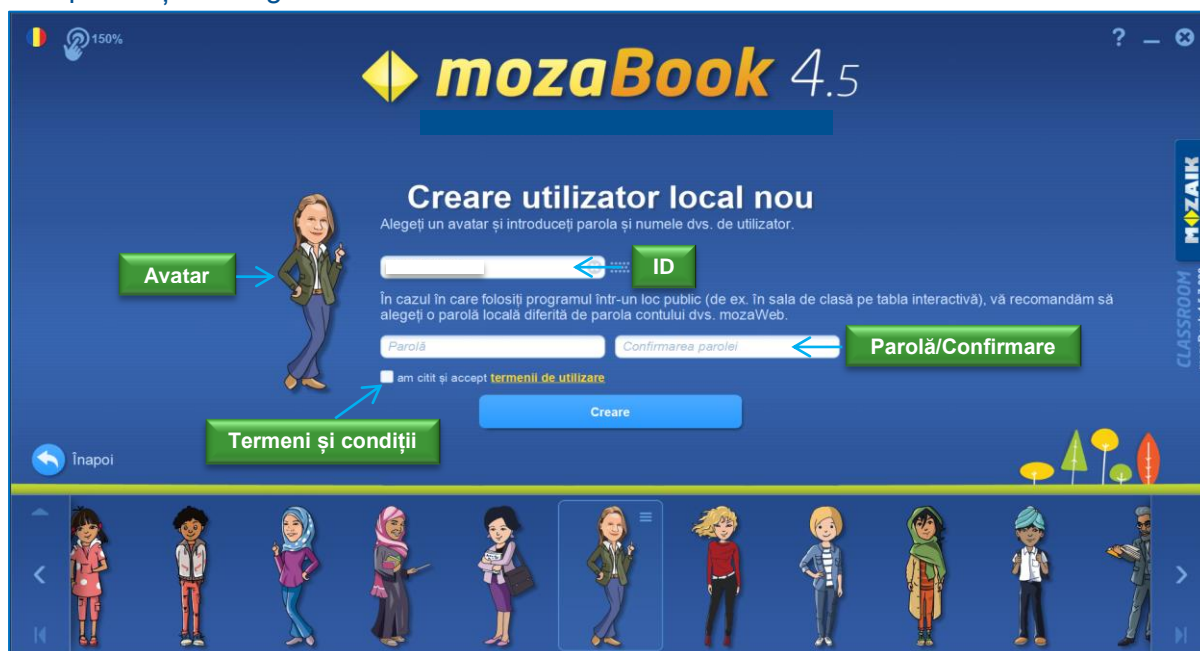 150%
?
mozaBook 4.5
MOZAIK
CLASSROOM
Creare utilizator local nou
Alegeți un avatar și introduceți parola și numele dvs. de utilizator.
Avatar
ID
În cazul în care folosiți programul într-un loc public (de ex. în sala de clasă pe tabla interactivă), vă recomandăm să
alegeți o parolă locală diferită de parola contului dvs. mozaWeb.
Parolă
Confirmarea parolei
Parolă/Confirmare
am citit și accept termenii de utilizare
Creare
Termeni și condiții
Înapoi